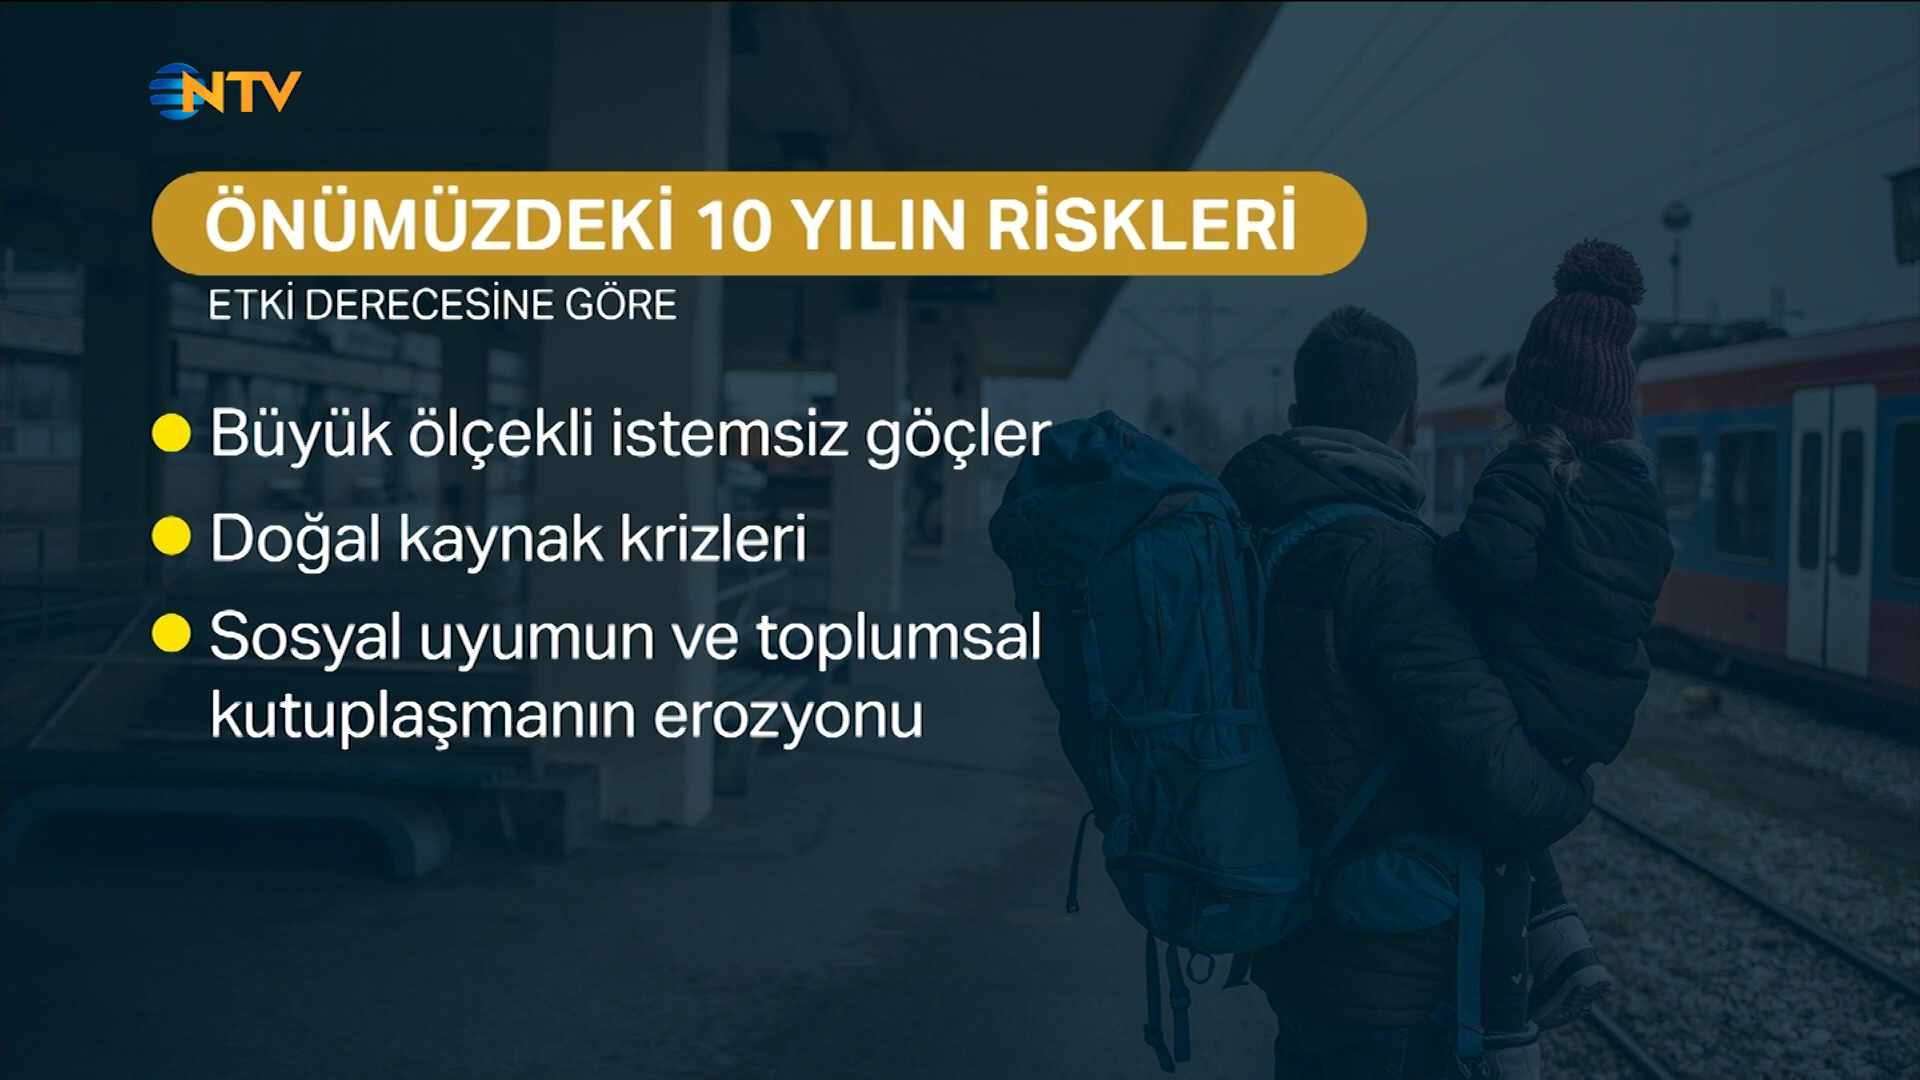 NTV
ÖNÜMÜZDEKİ 10 YILIN RİSKLERİ
ETKİ DERECESİNE GÖRE
Büyük ölçekli istemsiz göçler
Doğal kaynak krizleri
Sosyal uyumun ve toplumsal
kutuplaşmanın erozyonu